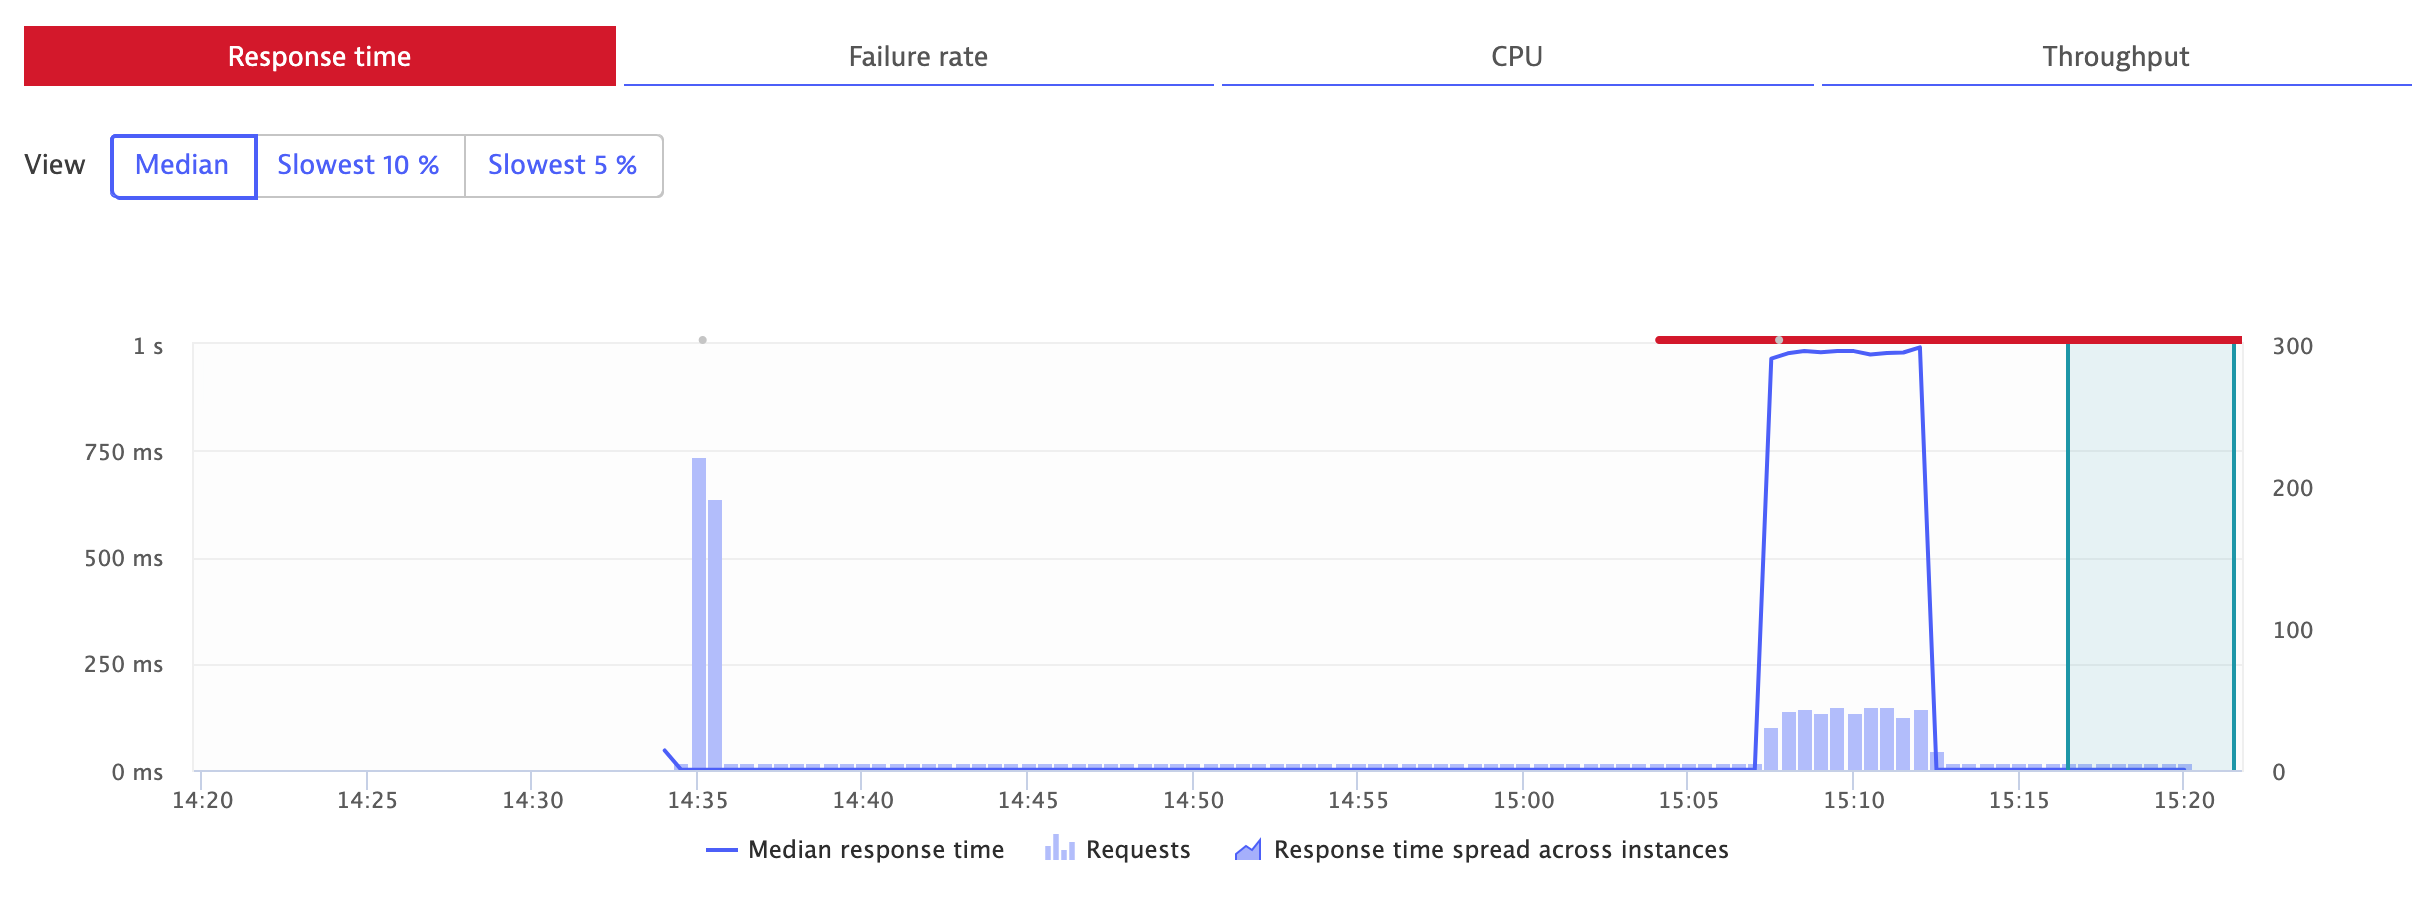 Response time Failure rate CPU Throughput
View Median Slowest 10 % Slowest 5 %
1 s 300
750 ms
200
500 ms
100
250 ms
0 ms 0
14:20 14:25 14:30 14:35 14:40 14:45 14:50 14:55 15:00 15:05 15:10 15:15 15:20
Median response time Requests Response time spread across instances